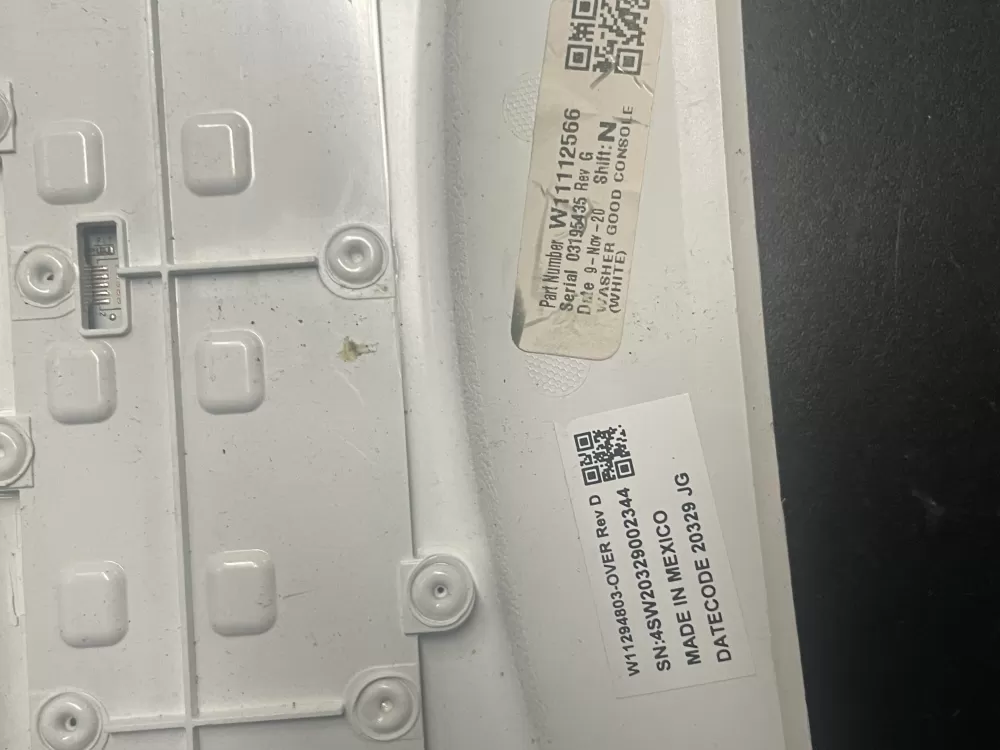 Part Number W11112566
Serial 03195435 Rev G
Date 9-Nov-20 Shift: N
WASHER GOOD CONSOLE
(WHITE)
W11294803-OVER Rev D
SN:4SW20329002344
MADE IN MEXICO
DATECODE 20329 JG